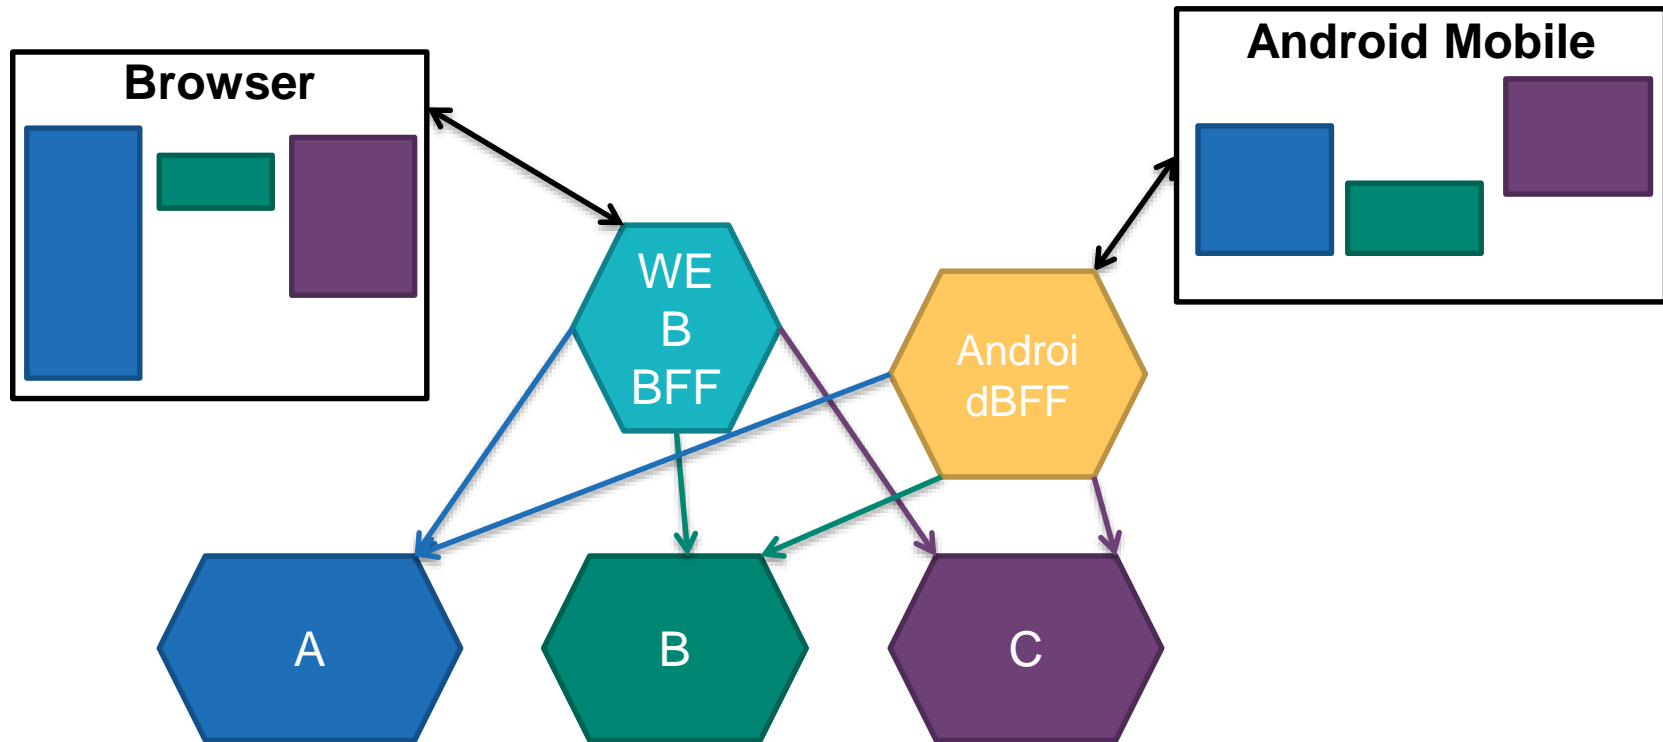 Browser
Android Mobile
WE
B
BFF
Androi
dBFF
A
B
C